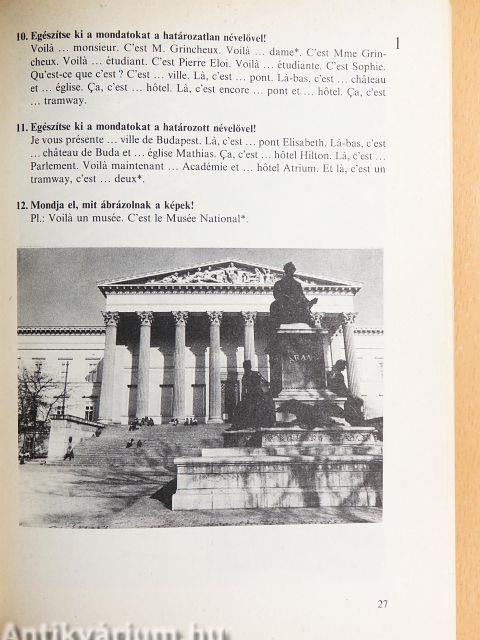 10. Egészítse ki a mondatokat a határozatlan névelővel!
Voilà ... monsieur. C'est M. Grincheux. Voilà ... dame*. C'est Mme Grin-
cheux. Voilà ... étudiant. C'est Pierre Eloi. Voilà ... étudiante. C'est Sophie.
Qu'est-ce que c'est? C'est ... ville. Là, c'est ... pont. Là-bas, c'est ... château
et ... église. Ça, c'est ... hôtel. Là, c'est encore ... pont et ... hôtel. Ça, c'est
... tramway.
1
11. Egészítse ki a mondatokat a határozott névelővel!
Je vous présente ... ville de Budapest. Là, c'est ... pont Elisabeth. Là-bas, c'est
... château de Buda et ... église Mathias. Ça, c'est ... hôtel Hilton. Là, c'est ...
Parlement. Voilà maintenant ... Académie et ... hôtel Atrium. Et là, c'est un
tramway, c'est ... deux*.
12. Mondja el, mit ábrázolnak a képek!
Pl.: Voilà un musée. C'est le Musée National*.
ARANY
27
Antikvárium.hu